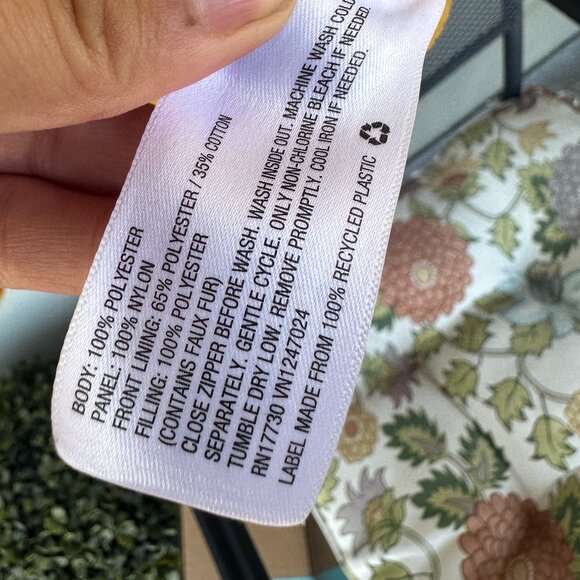 BODY: 100% POLYESTER
PANEL: 100% NYLON
FRONT LINING: 65% POLYESTER / 35% COTTON
FILLING: 100% POLYESTER
(CONTAINS FAUX FUR)
CLOSE ZIPPER BEFORE WASH. WASH INSIDE OUT. MACHINE WASH COLD
SEPARATELY. GENTLE CYCLE. ONLY NON-CHLORINE BLEACH IF NEEDED.
TUMBLE DRY LOW, REMOVE PROMPTLY. COOL IRON IF NEEDED.
RN17730 VN1247024
LABEL MADE FROM 100% RECYCLED PLASTIC